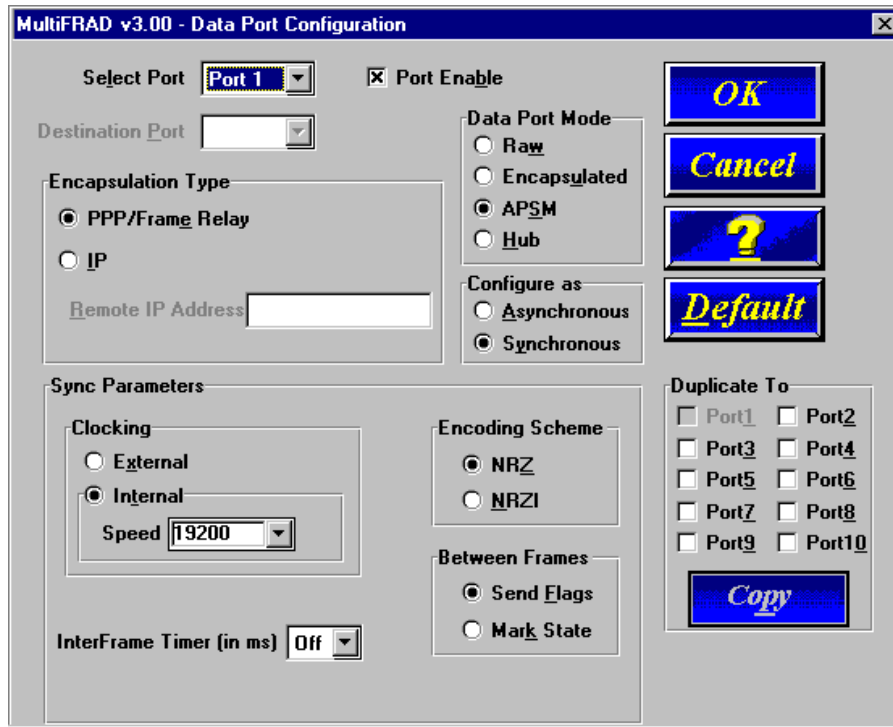 MultiFRAD v3.00 - Data Port Configuration
Select Port
Port 1
Port Enable
Destination Port
Encapsulation Type
PPP/Frame Relay
IP
Remote IP Address
Data Port Mode
Raw
Encapsulated
APSM
Hub
Configure as
Asynchronous
Synchronous
OK
Cancel
?
Default
Sync Parameters
Clocking
External
Internal
Speed 19200
InterFrame Timer (in ms) Off
Encoding Scheme
NRZ
NRZI
Between Frames
Send Flags
Mark State
Duplicate To
Port1 Port2
Port3 Port4
Port5 Port6
Port7 Port8
Port9 Port10
Copy